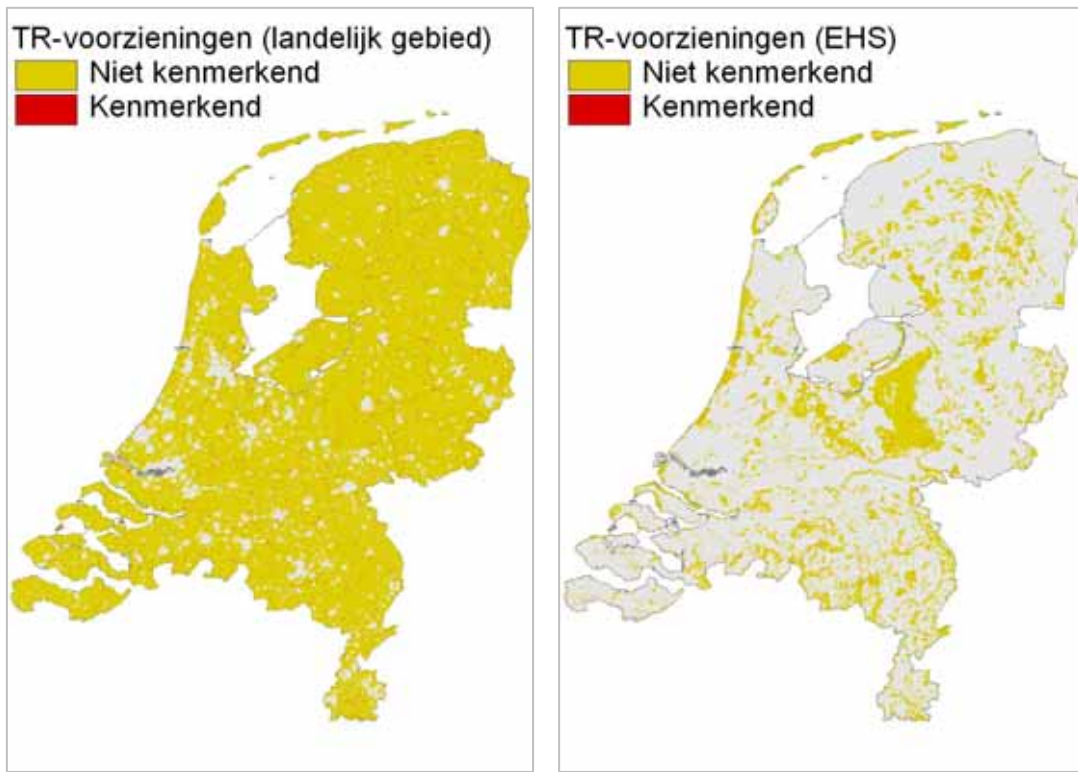 TR-voorzieningen (landelijk gebied)
Niet kenmerkend
Kenmerkend
TR-voorzieningen (EHS)
Niet kenmerkend
Kenmerkend